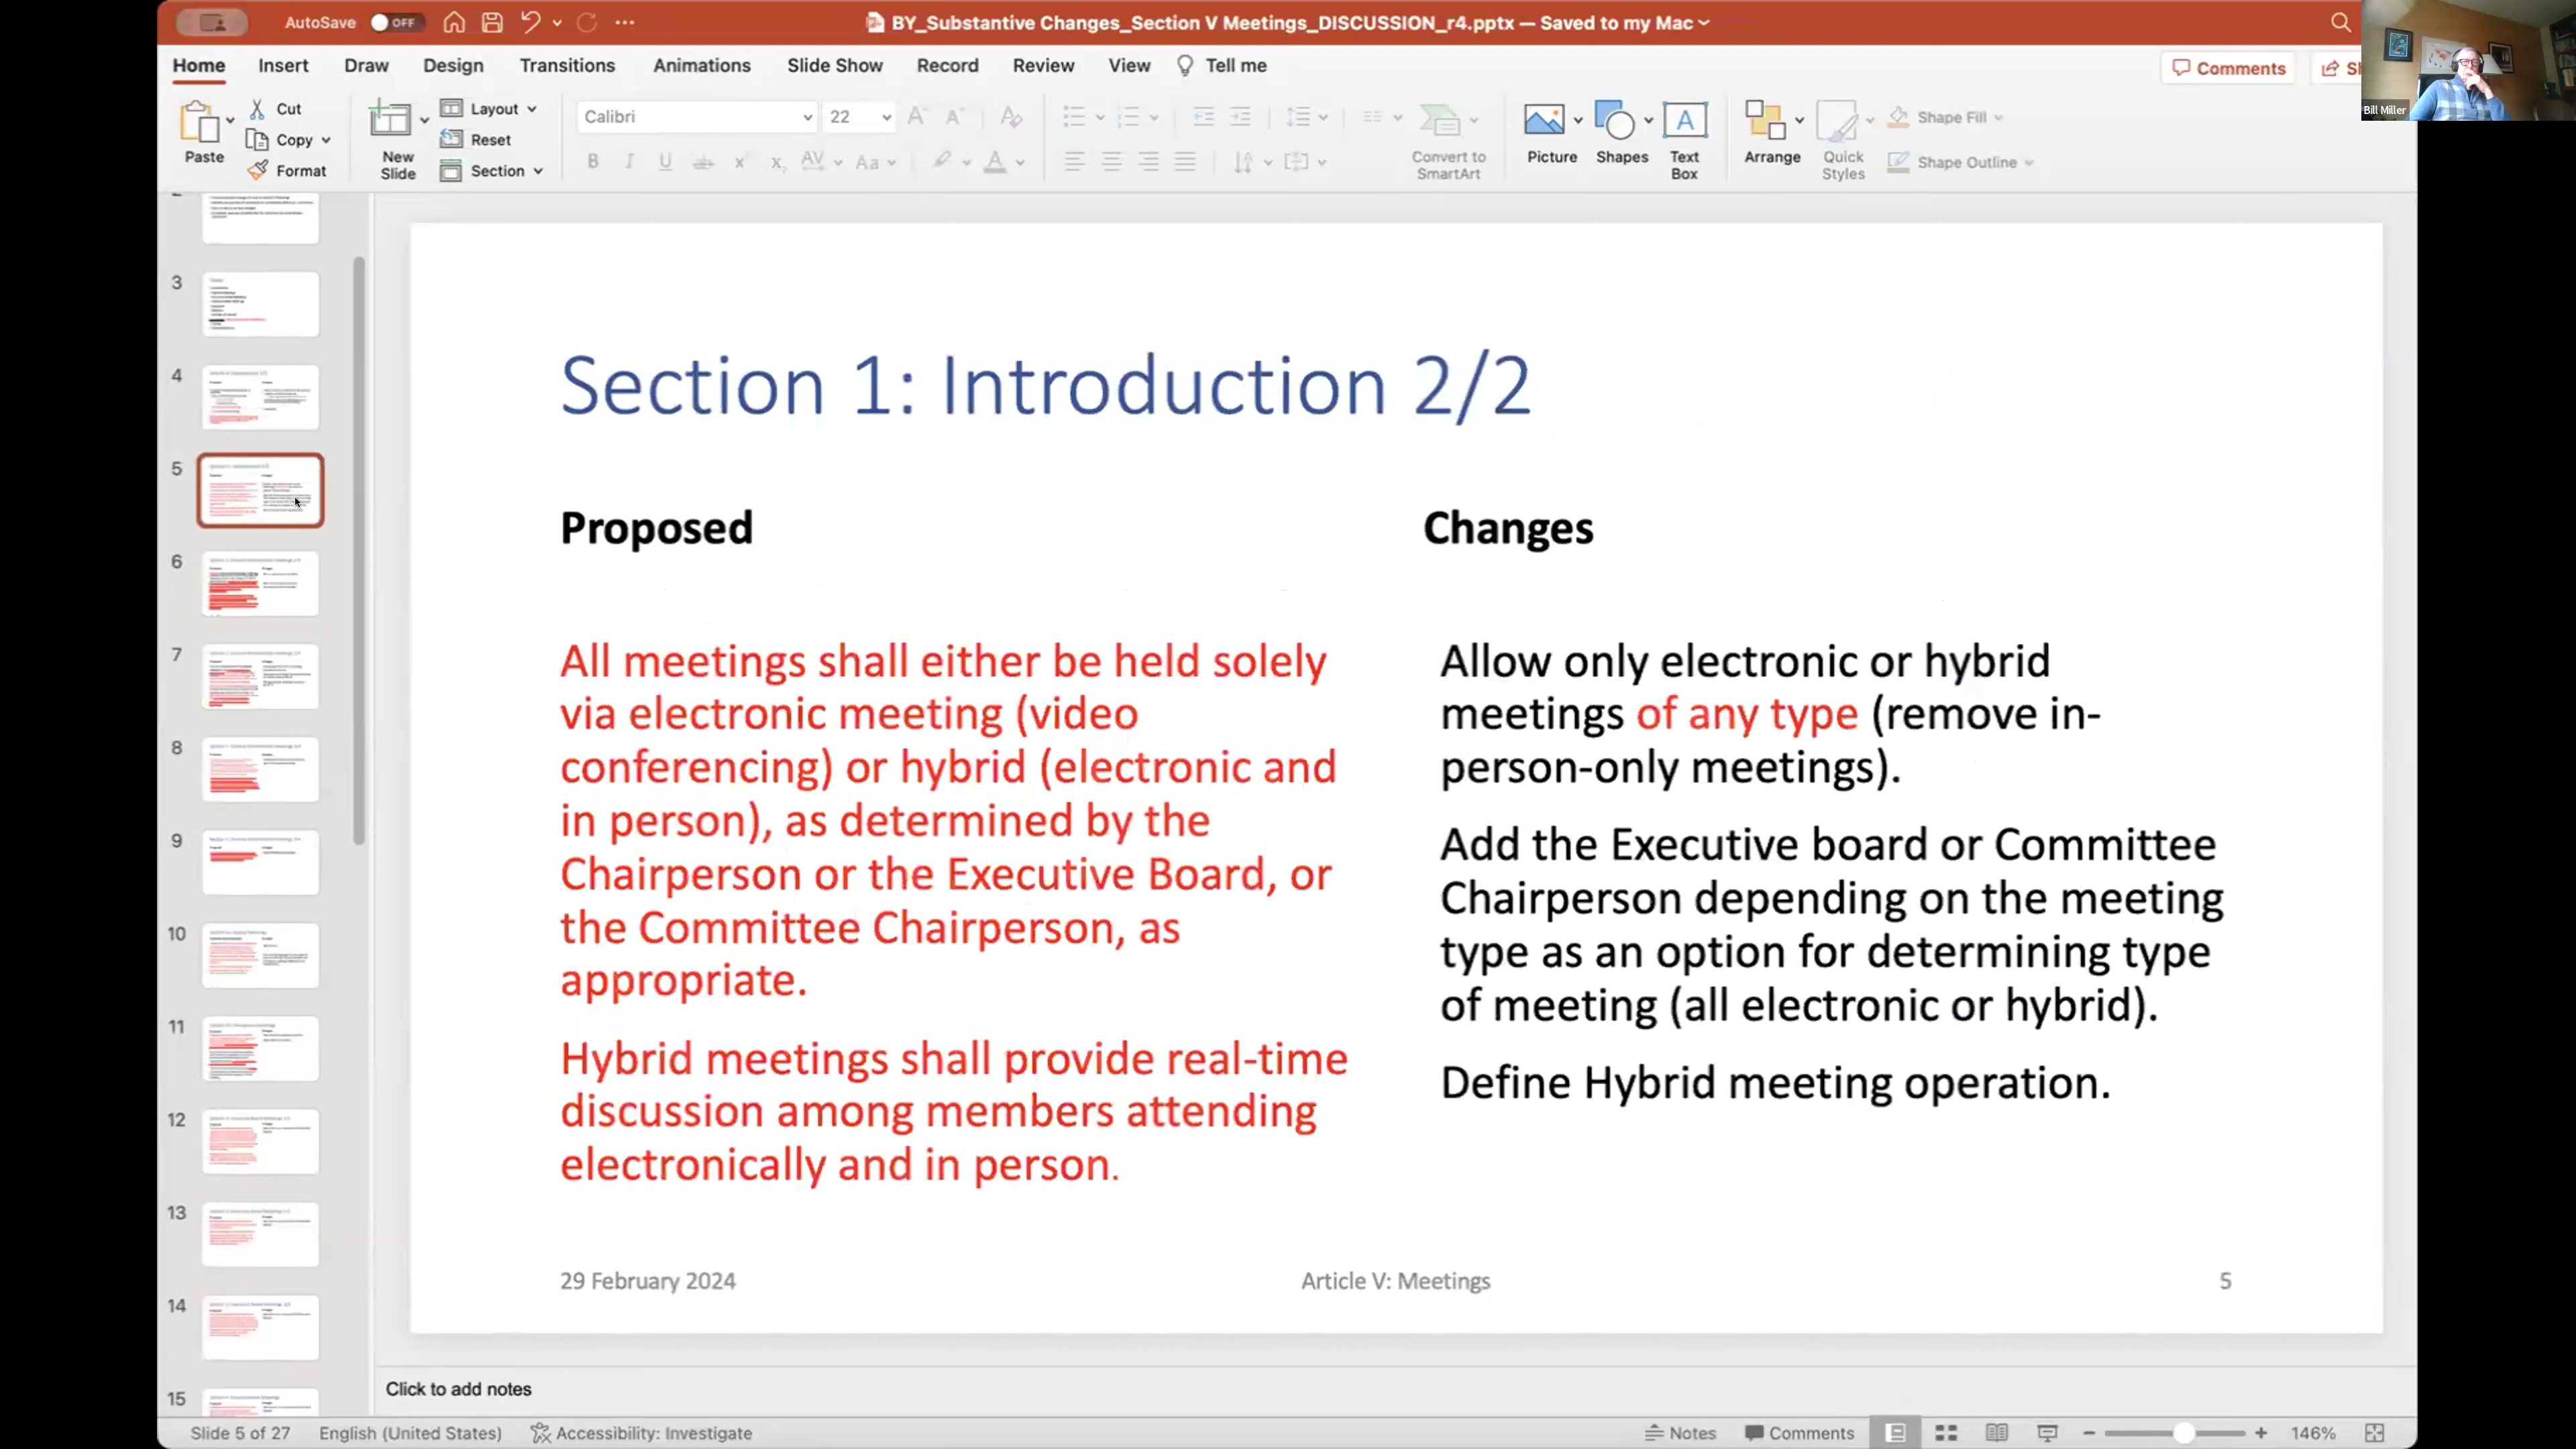 AutoSave OFF
BY_Substantive Changes_Section V Meetings_DISCUSSION_r4.pptx — Saved to my Mac
Home Insert Draw Design Transitions Animations Slide Show Record Review View Tell me
Comments
Bill Miller
Paste
Cut
Copy
Format
New Slide
Layout
Reset
Section
Calibri 22
Convert to SmartArt
Picture
Shapes
Text Box
Arrange
Quick Styles
Shape Fill
Shape Outline
3
4
5
6
7
8
9
10
11
12
13
14
15
Section 1: Introduction 2/2
Proposed
All meetings shall either be held solely
via electronic meeting (video
conferencing) or hybrid (electronic and
in person), as determined by the
Chairperson or the Executive Board, or
the Committee Chairperson, as
appropriate.
Hybrid meetings shall provide real-time
discussion among members attending
electronically and in person.
Changes
Allow only electronic or hybrid
meetings of any type (remove in-
person-only meetings).
Add the Executive board or Committee
Chairperson depending on the meeting
type as an option for determining type
of meeting (all electronic or hybrid).
Define Hybrid meeting operation.
29 February 2024
Article V: Meetings
5
Click to add notes
Slide 5 of 27 English (United States) Accessibility: Investigate
Notes Comments 146%